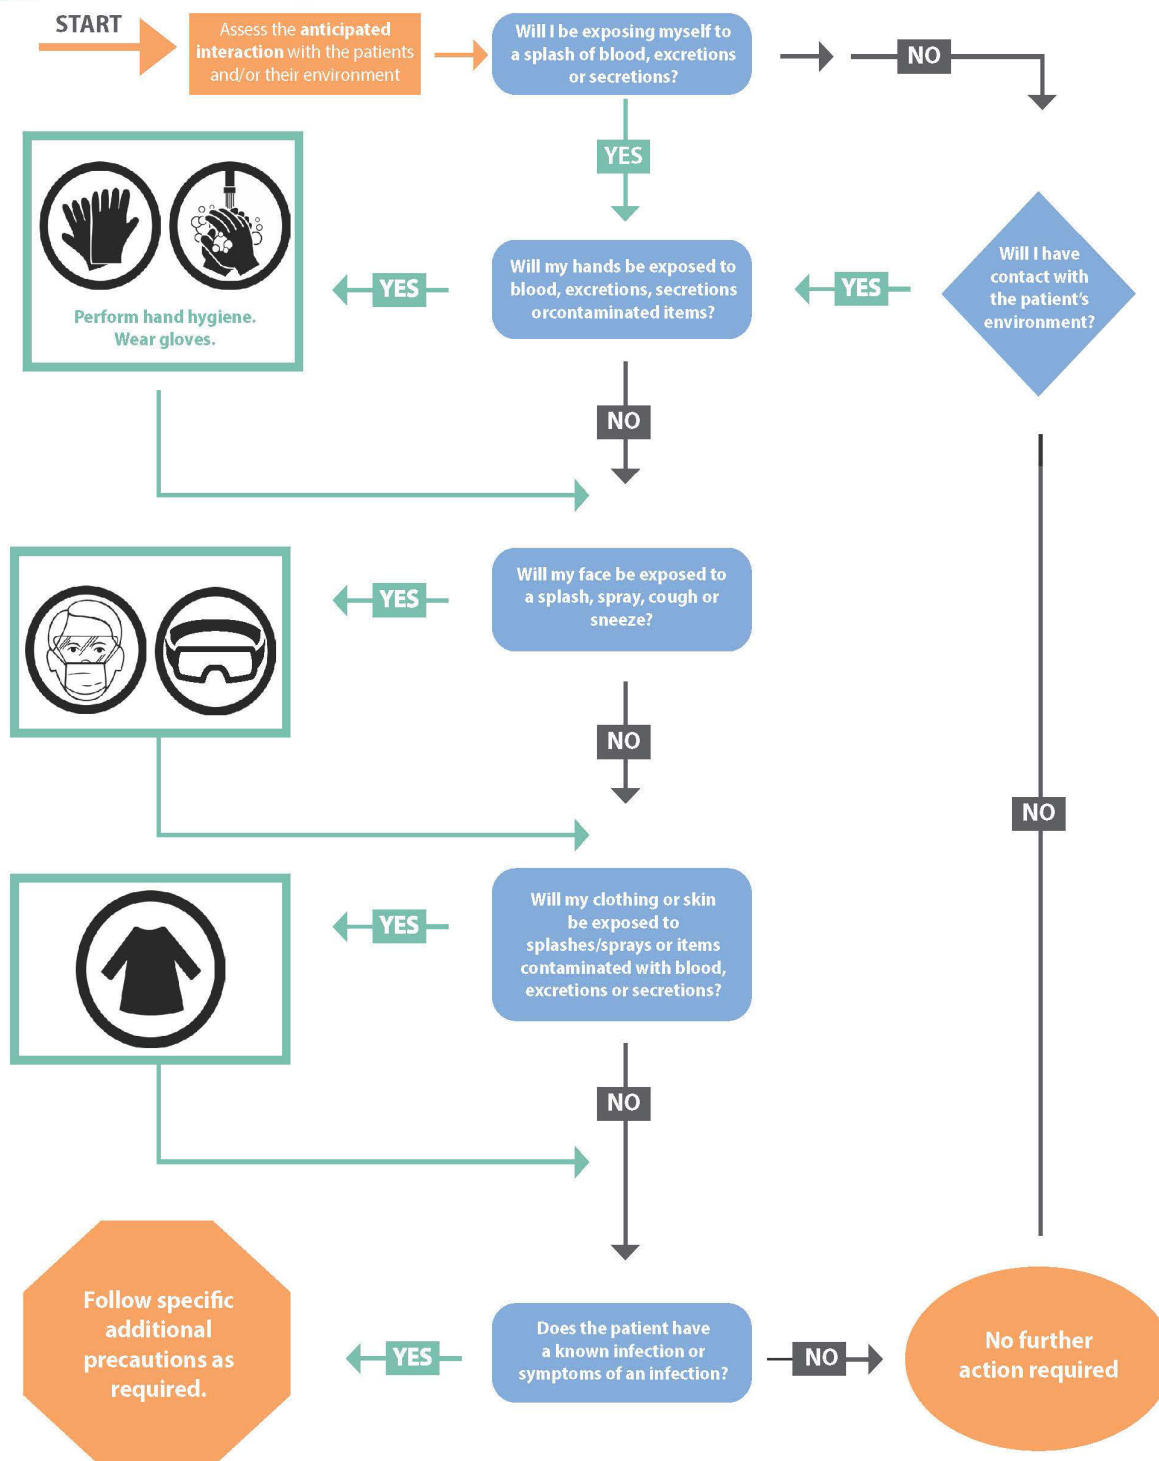 START
Assess the anticipated
interaction with the patients
and/or their environment
Will I be exposing myself to
a splash of blood, excretions
or secretions?
NO
YES
Perform hand hygiene.
Wear gloves.
YES
Will my hands be exposed to
blood, excretions, secretions
orcontaminated items?
YES
Will I have
contact with
the patient's
environment?
NO
YES
Will my face be exposed to
a splash, spray, cough or
sneeze?
NO
NO
YES
Will my clothing or skin
be exposed to
splashes/sprays or items
contaminated with blood,
excretions or secretions?
NO
Follow specific
additional
precautions as
required.
YES
Does the patient have
a known infection or
symptoms of an infection?
NO
No further
action required